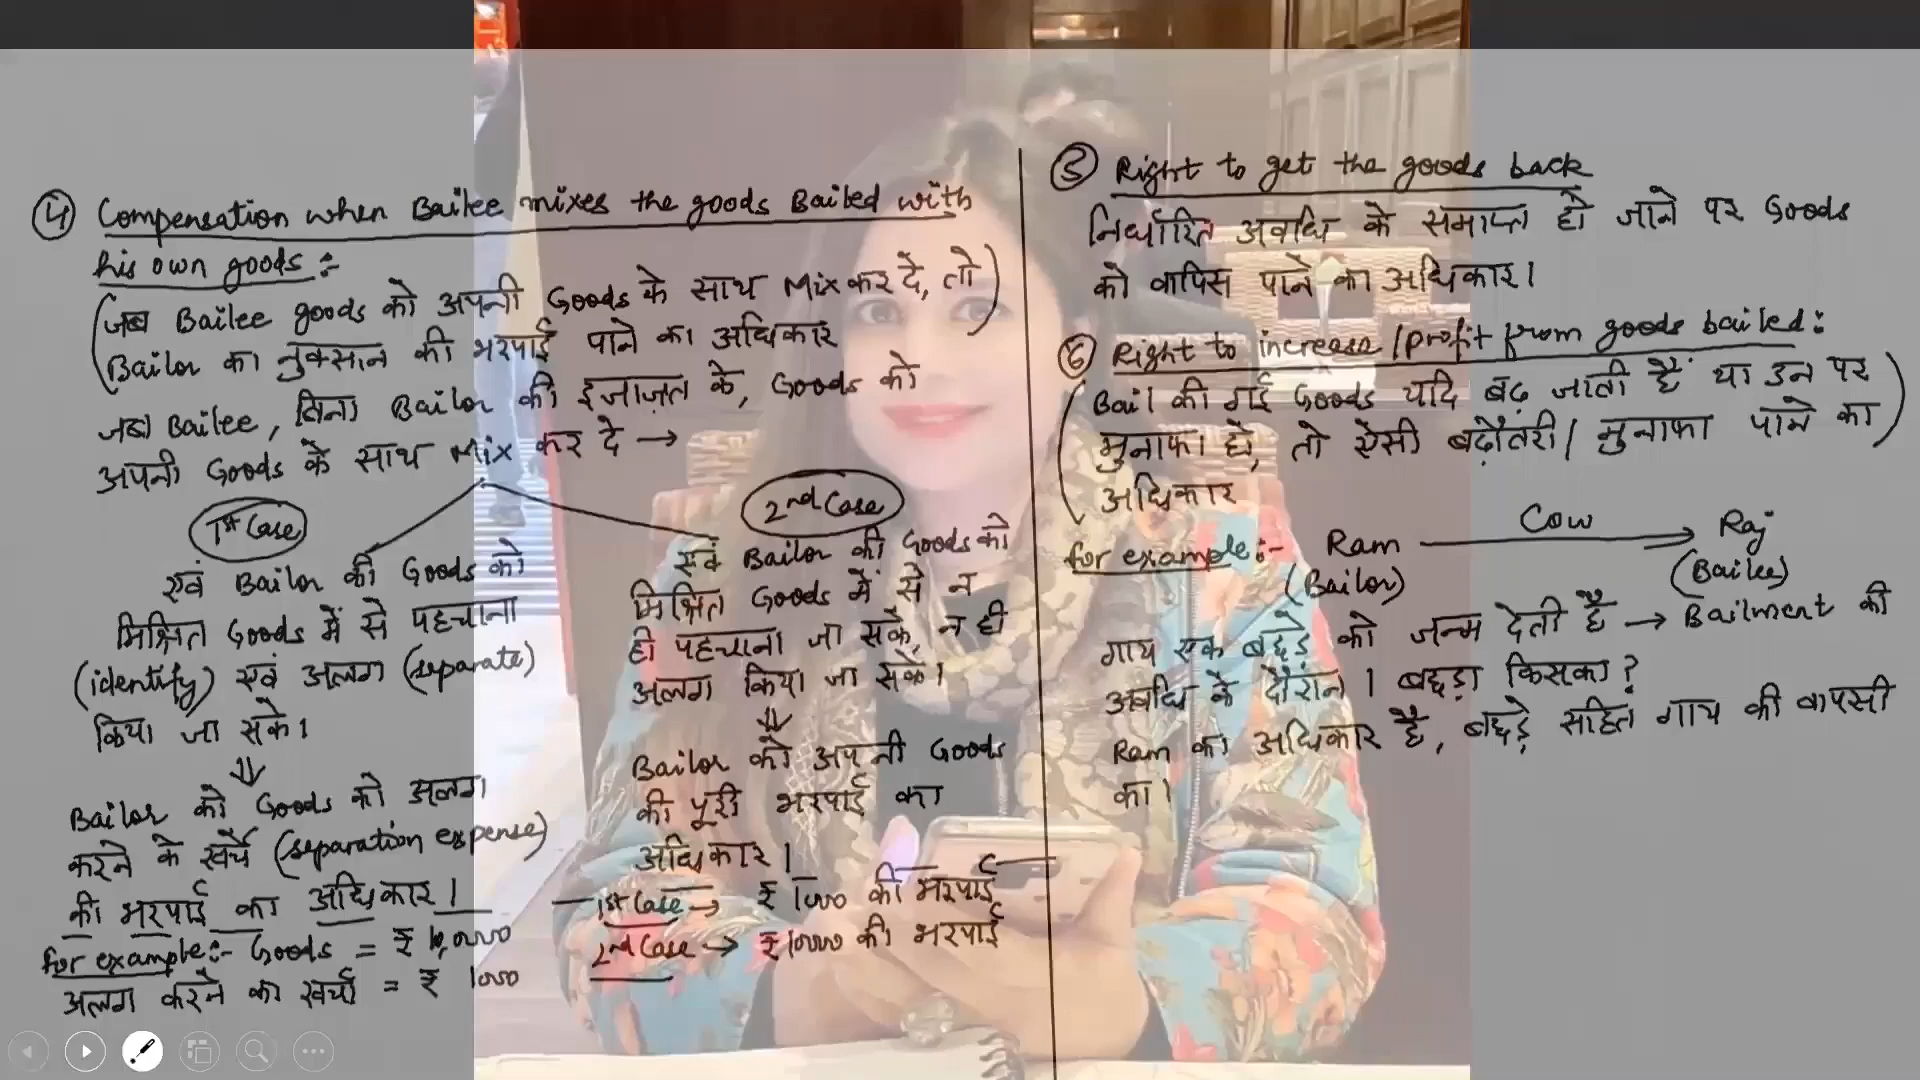 ④ Compensation when Bailee mixes the goods Bailed with
his own goods :-
(जब Bailee goods को अपनी Goods के साथ Mix कर दे, तो
Bailor का नुकसान की भरपाई पाने का अधिकार)
जब Bailee, बिना Bailor की इजाज़त के, Goods को
अपनी Goods के साथ Mix कर दे →
1st Case
एवं Bailor की Goods को
मिश्रित Goods में से पहचाना
(identify) एवं अलग (separate)
किया जा सके।
⇓
Bailor को Goods को अलग
करने के खर्चे (separation expense)
की भरपाई का अधिकार।
for example:- Goods = ₹ 10,000
अलग करने का खर्चा = ₹ 1000
2nd Case
एवं Bailor की Goods को
मिश्रित Goods में से न
ही पहचाना जा सके, न ही
अलग किया जा सके।
⇓
Bailor को अपनी Goods
की पूरी भरपाई का
अधिकार।
1st Case → ₹ 1000 की भरपाई
2nd Case → ₹ 10000 की भरपाई
⑤ Right to get the goods back
निर्धारित अवधि के समाप्त हो जाने पर Goods
को वापिस पाने का अधिकार।
⑥ Right to increase / profit from goods bailed:
(Bail की गई Goods यदि बढ़ जाती हैं या उन पर
मुनाफा हो, तो ऐसी बढ़ौतरी / मुनाफा पाने का)
अधिकार
for example:- Ram Cow → Raj
(Bailor) (Bailee)
गाय एक बछड़े को जन्म देती है → Bailment की
अवधि के दौरान। बछड़ा किसका?
Ram का अधिकार है, बछड़े सहित गाय की वापसी
का।